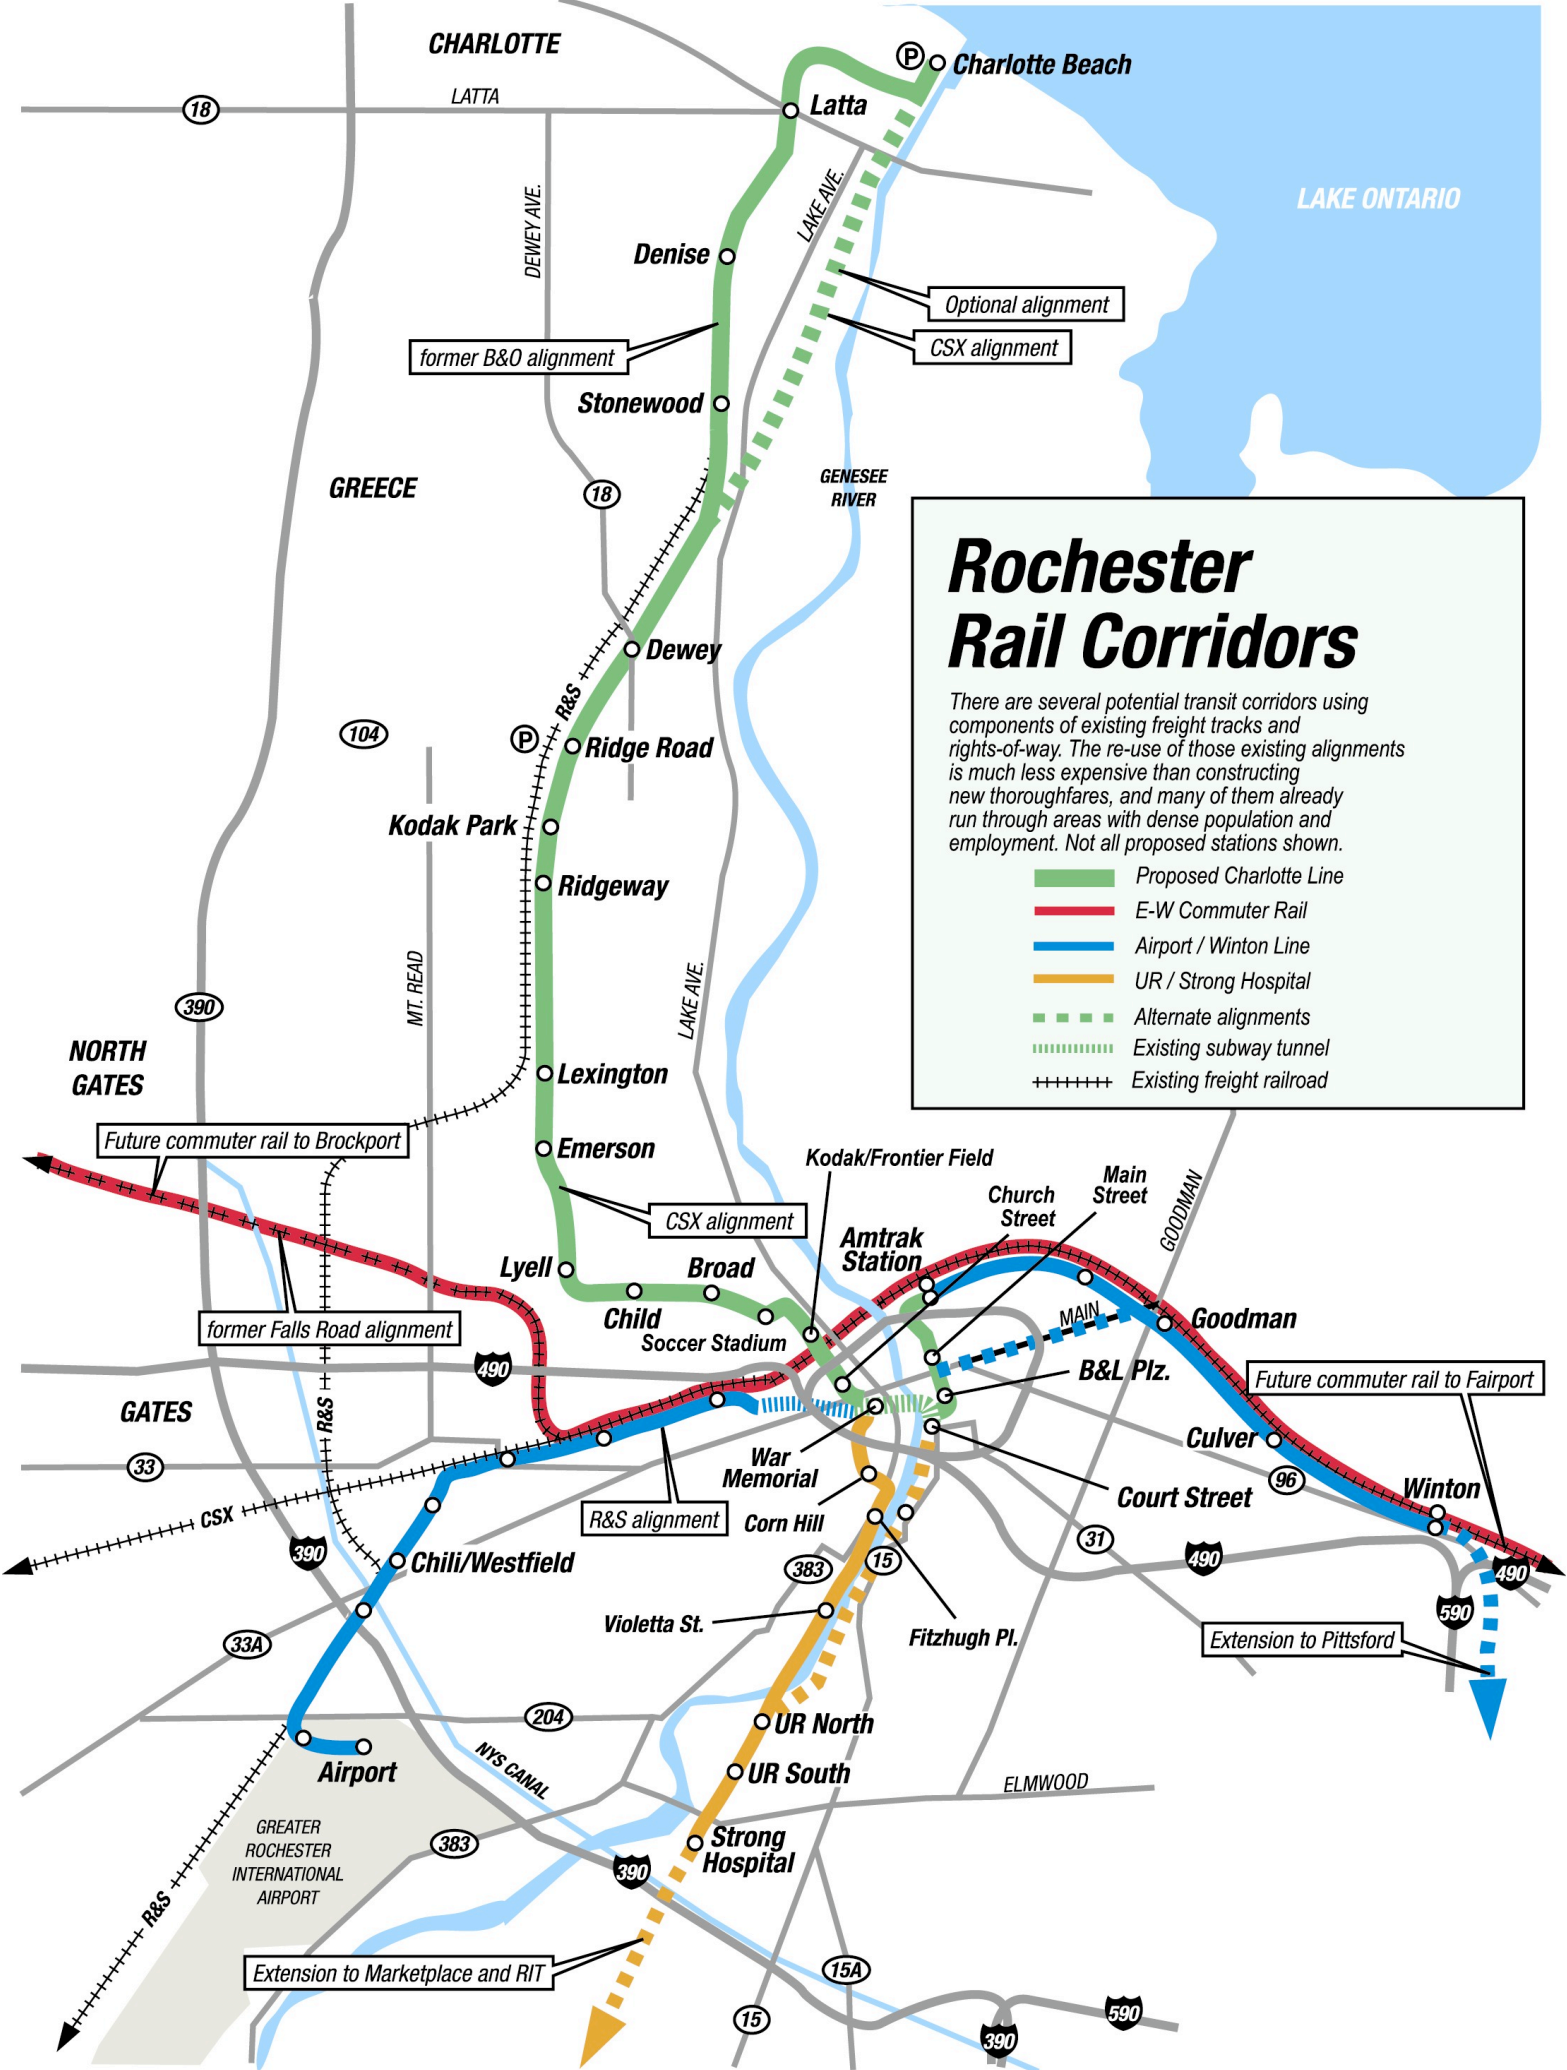 CHARLOTTE
P
Charlotte Beach
LATTA
18
Latta
LAKE ONTARIO
DEWEY AVE.
LAKE AVE.
Denise
Optional alignment
CSX alignment
former B&O alignment
Stonewood
GREECE
18
GENESEE
RIVER
Rochester
Rail Corridors
There are several potential transit corridors using
components of existing freight tracks and
rights-of-way. The re-use of those existing alignments
is much less expensive than constructing
new thoroughfares, and many of them already
run through areas with dense population and
employment. Not all proposed stations shown.
Proposed Charlotte Line
E-W Commuter Rail
Airport / Winton Line
UR / Strong Hospital
Alternate alignments
Existing subway tunnel
Existing freight railroad
Dewey
R&S
104
P
Ridge Road
Kodak Park
Ridgeway
MT. READ
LAKE AVE.
390
NORTH
GATES
Lexington
Future commuter rail to Brockport
Emerson
Kodak/Frontier Field
Main
Street
Church
Street
GOODMAN
CSX alignment
Amtrak
Station
Lyell
Broad
Child
Soccer Stadium
former Falls Road alignment
MAIN
Goodman
490
B&L Plz.
Future commuter rail to Fairport
GATES
R&S
33
War
Memorial
Culver
96
Winton
CSX
R&S alignment
Corn Hill
Court Street
390
Chili/Westfield
383
15
31
490
490
590
33A
Violetta St.
Fitzhugh Pl.
Extension to Pittsford
204
UR North
NYS CANAL
Airport
UR South
ELMWOOD
GREATER
ROCHESTER
INTERNATIONAL
AIRPORT
383
Strong
Hospital
390
R&S
Extension to Marketplace and RIT
15A
15
590
390